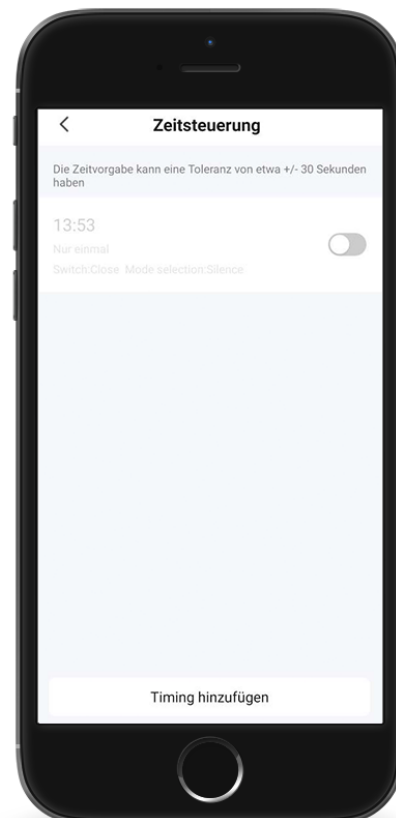 Zeitsteuerung
Die Zeitvorgabe kann eine Toleranz von etwa +/- 30 Sekunden
haben
13:53
Nur einmal
Switch:Close Mode selection:Silence
Timing hinzufügen